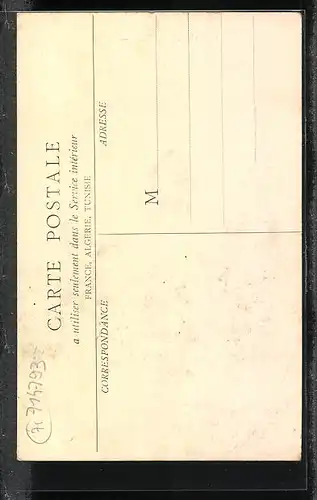 CARTE POSTALE
a utiliser seulement dans le Service intérieur
FRANCE, ALGERIE, TUNISIE
CORRESPONDANCE
ADRESSE
M